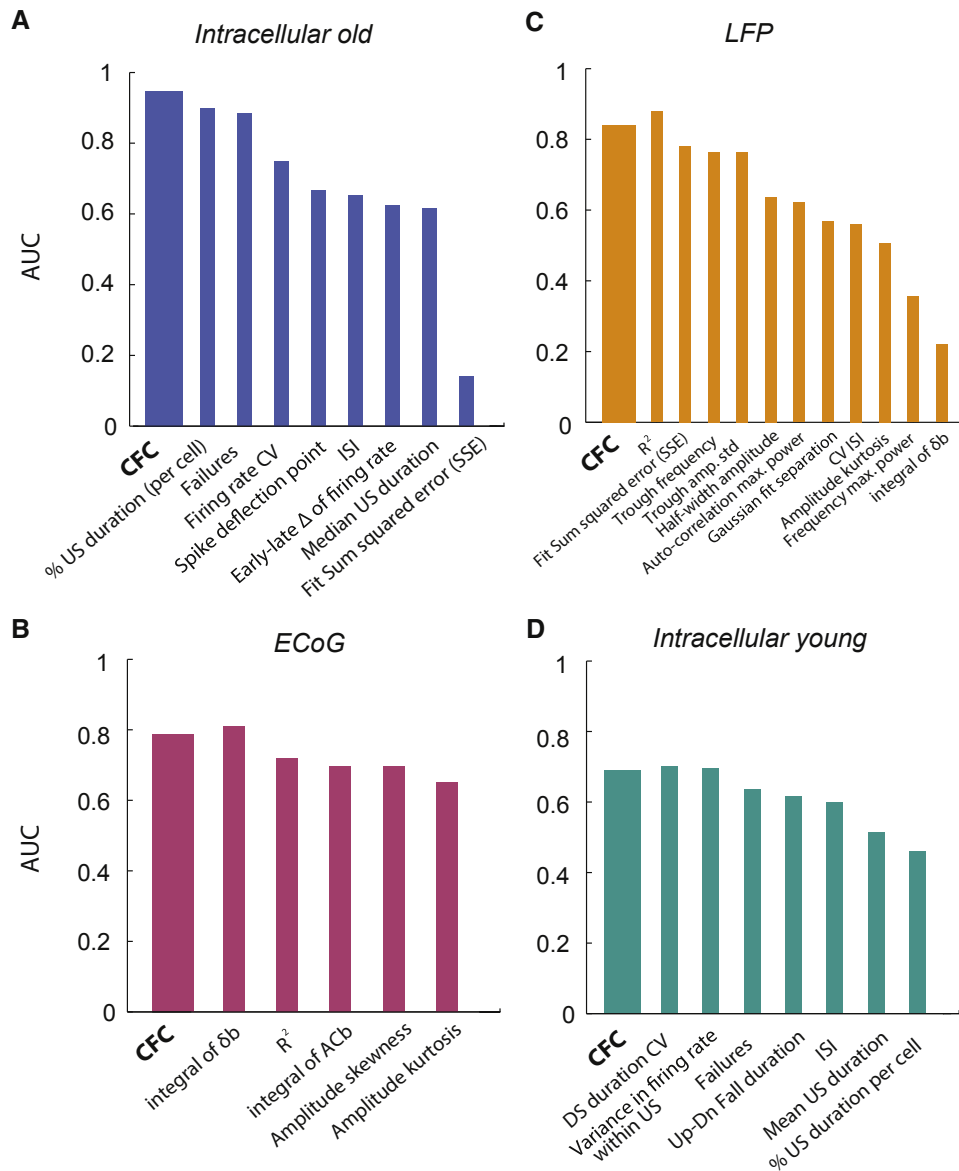 A
Intracellular old
AUC
1
0.8
0.6
0.4
0.2
0
CFC
% US duration (per cell)
Failures
Firing rate CV
Spike deflection point
ISI
Early-late Δ of firing rate
Median US duration
Fit Sum squared error (SSE)
C
LFP
1
0.8
0.6
0.4
0.2
0
CFC
R²
Fit Sum squared error (SSE)
Trough frequency
Trough amp. std
Half-width amplitude
Auto-correlation max. power
Gaussian fit separation
CV ISI
Amplitude kurtosis
Frequency max. power
integral of δb
B
ECoG
AUC
1
0.8
0.6
0.4
0.2
0
CFC
integral of δb
R²
integral of ACb
Amplitude skewness
Amplitude kurtosis
D
Intracellular young
1
0.8
0.6
0.4
0.2
0
CFC
DS duration CV
Variance in firing rate
within US
Failures
Up-Dn Fall duration
ISI
Mean US duration
% US duration per cell